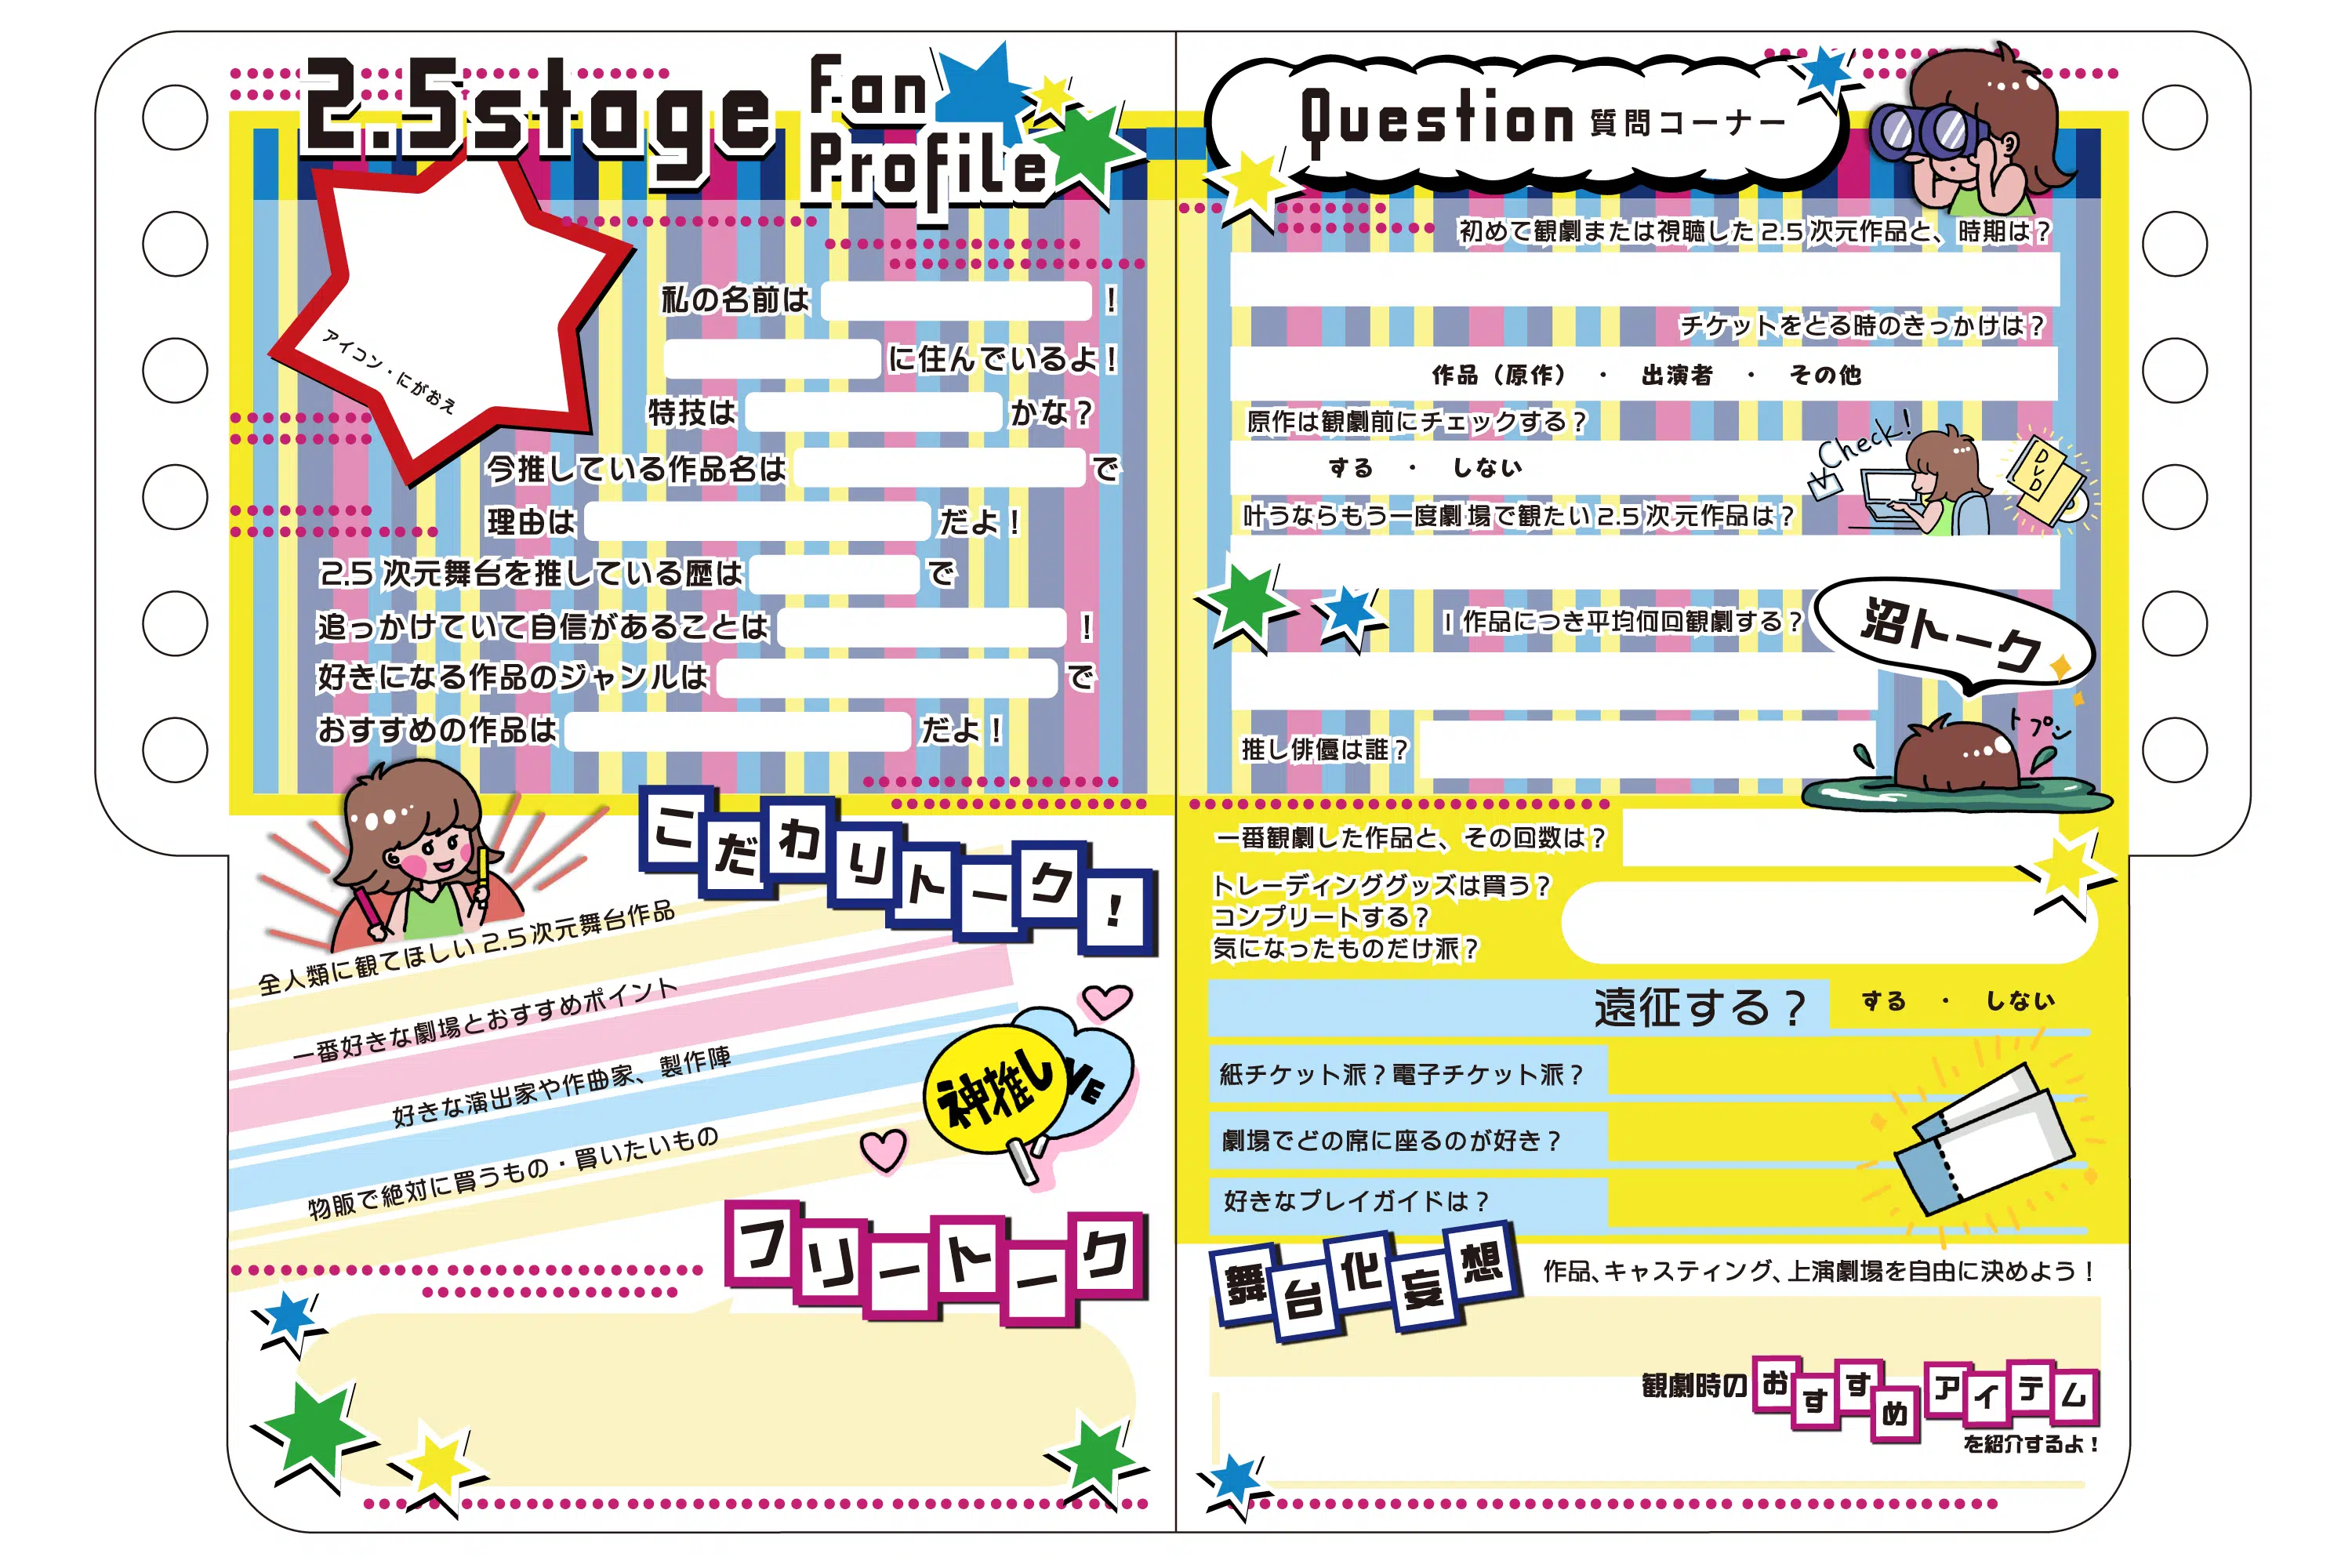 2.5stage
Fan
Profile
アイコン・にがおえ
私の名前は !
に住んでいるよ!
特技は かな?
今推している作品名は で
理由は だよ!
2.5次元舞台を推している歴は で
追っかけていて自信があることは !
好きになる作品のジャンルは で
おすすめの作品は だよ!
こだわりトーク!
全人類に観てほしい2.5次元舞台作品
一番好きな劇場とおすすめポイント
好きな演出家や作曲家、製作陣
物販で絶対に買うもの・買いたいもの
神推し
VE
フリートーク
Question 質問コーナー
初めて観劇または視聴した2.5次元作品と、時期は?
チケットをとる時のきっかけは?
作品(原作) ・ 出演者 ・ その他
原作は観劇前にチェックする?
する ・ しない
Check!
DVD
叶うならもう一度劇場で観たい2.5次元作品は?
1作品につき平均何回観劇する?
沼トーク
トプン
推し俳優は誰?
一番観劇した作品と、その回数は?
トレーディンググッズは買う?
コンプリートする?
気になったものだけ派?
遠征する? する ・ しない
紙チケット派?電子チケット派?
劇場でどの席に座るのが好き?
好きなプレイガイドは?
舞台化妄想
作品、キャスティング、上演劇場を自由に決めよう!
観劇時のおすすめアイテム
を紹介するよ!